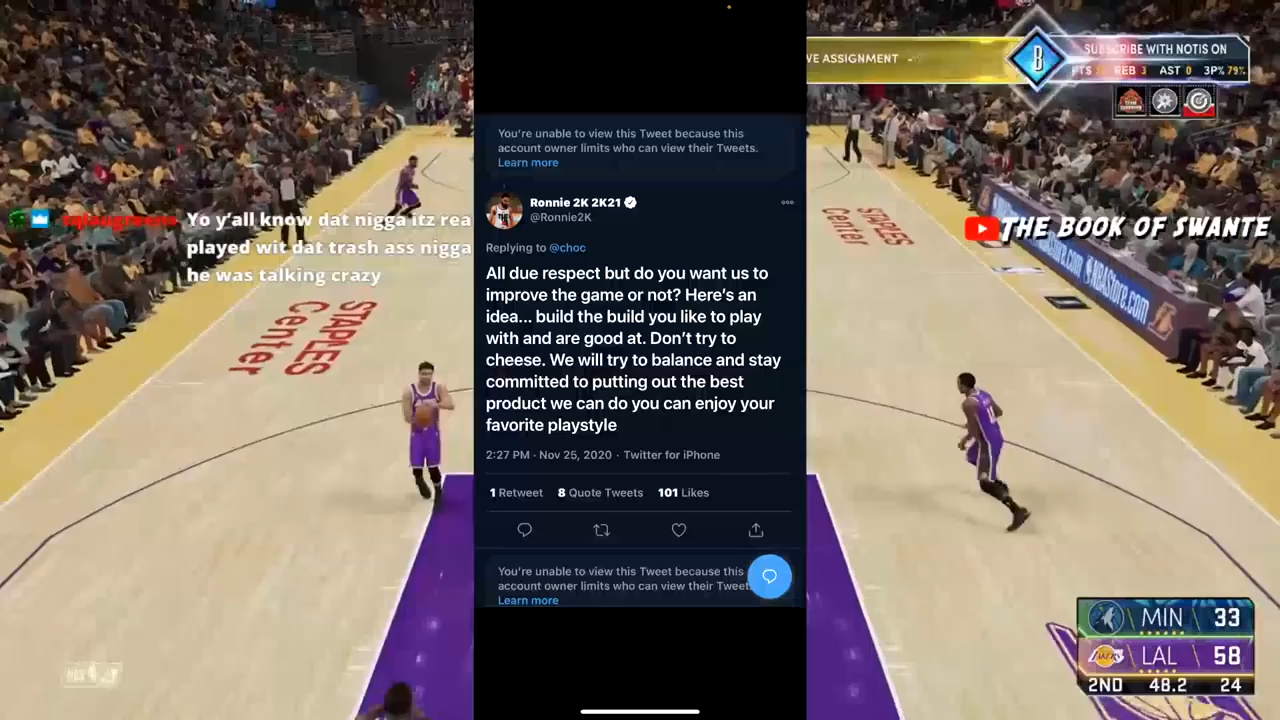 You're unable to view this Tweet because this
account owner limits who can view their Tweets.
Learn more
Ronnie 2K 2K21
@Ronnie2K
Replying to @choc
All due respect but do you want us to
improve the game or not? Here's an
idea... build the build you like to play
with and are good at. Don't try to
cheese. We will try to balance and stay
committed to putting out the best
product we can do you can enjoy your
favorite playstyle
2:27 PM · Nov 25, 2020 · Twitter for iPhone
1 Retweet 8 Quote Tweets 101 Likes
You're unable to view this Tweet because this
account owner limits who can view their
Learn more
Yo y'all know dat nigga itz rea
played wit dat trash ass nigga
he was talking crazy
STAPLES
Center
VE ASSIGNMENT
B
SUBSCRIBE WITH NOTIS ON
PTS REB 3 AST 0 3P% 79%
STAPLES
Center
THE BOOK OF SWANTE
NBAStore.com
MIN 33
LAL 58
2ND 48.2 24